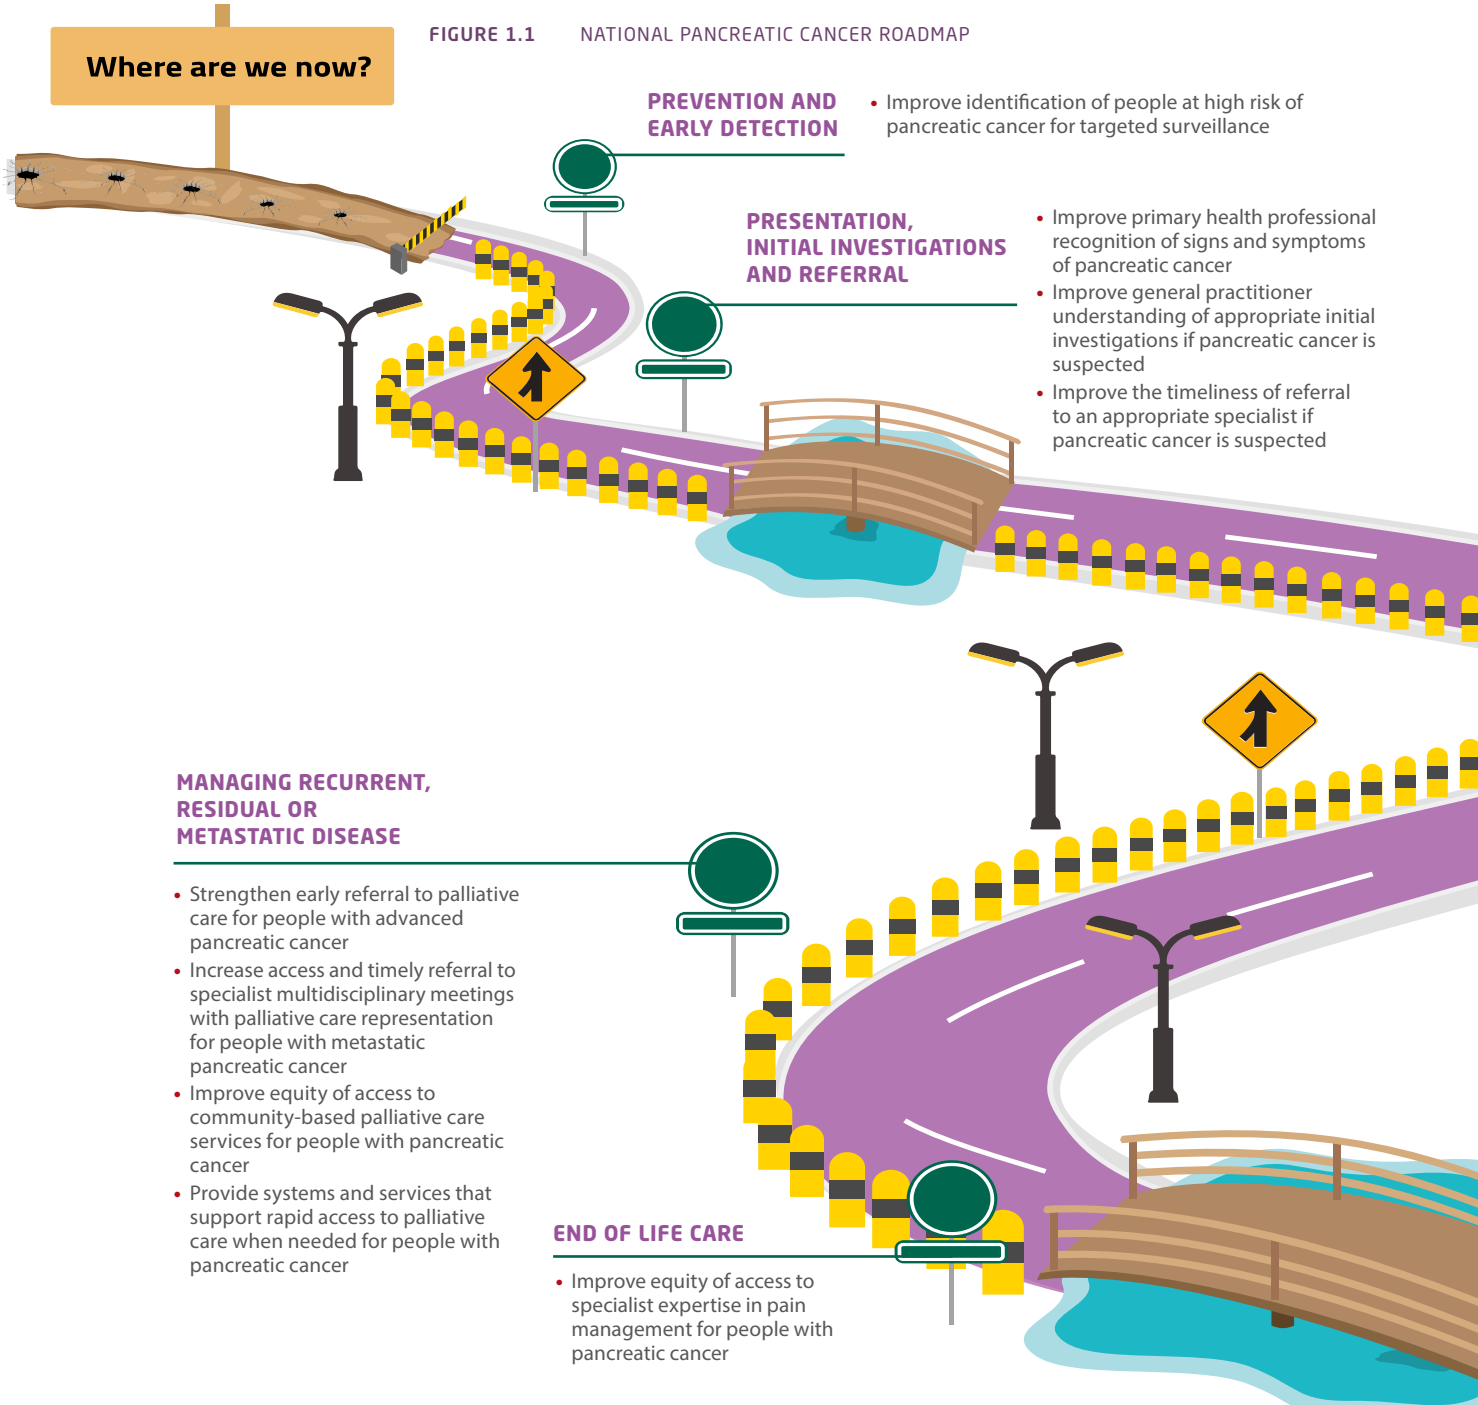 FIGURE 1.1 NATIONAL PANCREATIC CANCER ROADMAP
Where are we now?
PREVENTION AND
EARLY DETECTION
• Improve identification of people at high risk of
pancreatic cancer for targeted surveillance
PRESENTATION,
INITIAL INVESTIGATIONS
AND REFERRAL
• Improve primary health professional
recognition of signs and symptoms
of pancreatic cancer
• Improve general practitioner
understanding of appropriate initial
investigations if pancreatic cancer is
suspected
• Improve the timeliness of referral
to an appropriate specialist if
pancreatic cancer is suspected
MANAGING RECURRENT,
RESIDUAL OR
METASTATIC DISEASE
• Strengthen early referral to palliative
care for people with advanced
pancreatic cancer
• Increase access and timely referral to
specialist multidisciplinary meetings
with palliative care representation
for people with metastatic
pancreatic cancer
• Improve equity of access to
community-based palliative care
services for people with pancreatic
cancer
• Provide systems and services that
support rapid access to palliative
care when needed for people with
pancreatic cancer
END OF LIFE CARE
• Improve equity of access to
specialist expertise in pain
management for people with
pancreatic cancer